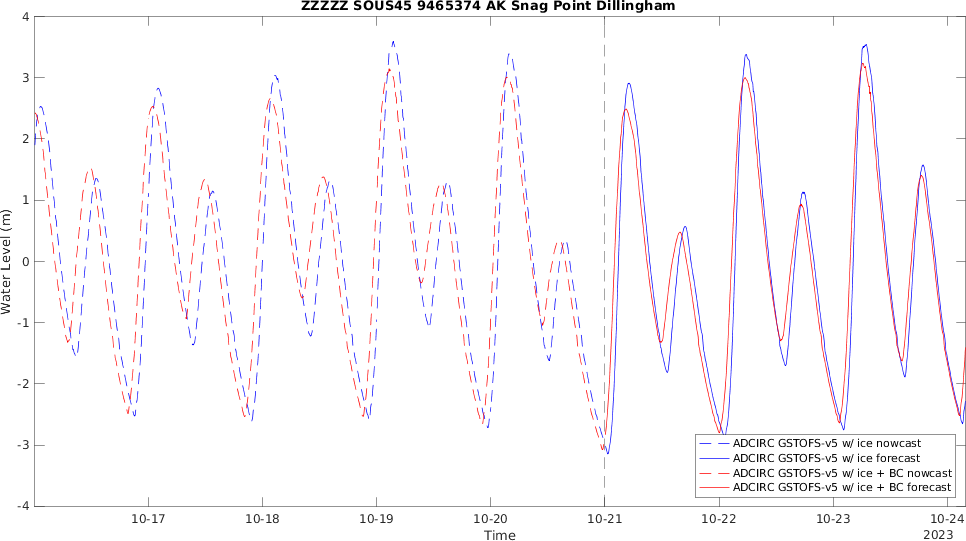 ZZZZZ SOUS45 9465374 AK Snag Point Dillingham
4
3
2
1
0
-1
-2
-3
-4
Water Level (m)
10-17 10-18 10-19 10-20 10-21 10-22 10-23 10-24
2023
Time
ADCIRC GSTOFS-v5 w/ ice nowcast
ADCIRC GSTOFS-v5 w/ ice forecast
ADCIRC GSTOFS-v5 w/ ice + BC nowcast
ADCIRC GSTOFS-v5 w/ ice + BC forecast